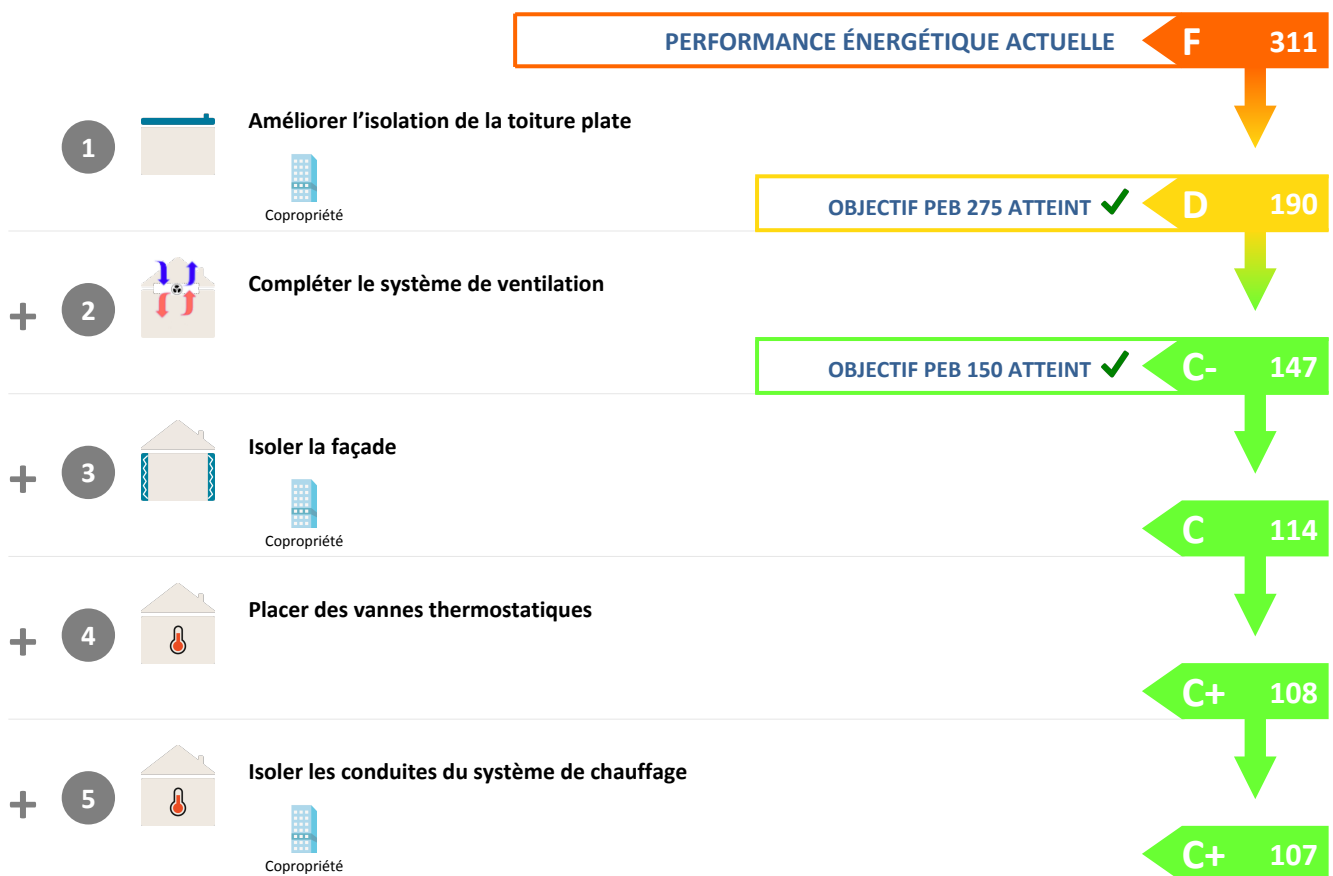 PERFORMANCE ÉNERGÉTIQUE ACTUELLE F 311
1 Améliorer l'isolation de la toiture plate
Copropriété
OBJECTIF PEB 275 ATTEINT ✓ D 190
+ 2 Compléter le système de ventilation
OBJECTIF PEB 150 ATTEINT ✓ C- 147
+ 3 Isoler la façade
Copropriété
C 114
+ 4 Placer des vannes thermostatiques
C+ 108
+ 5 Isoler les conduites du système de chauffage
Copropriété
C+ 107